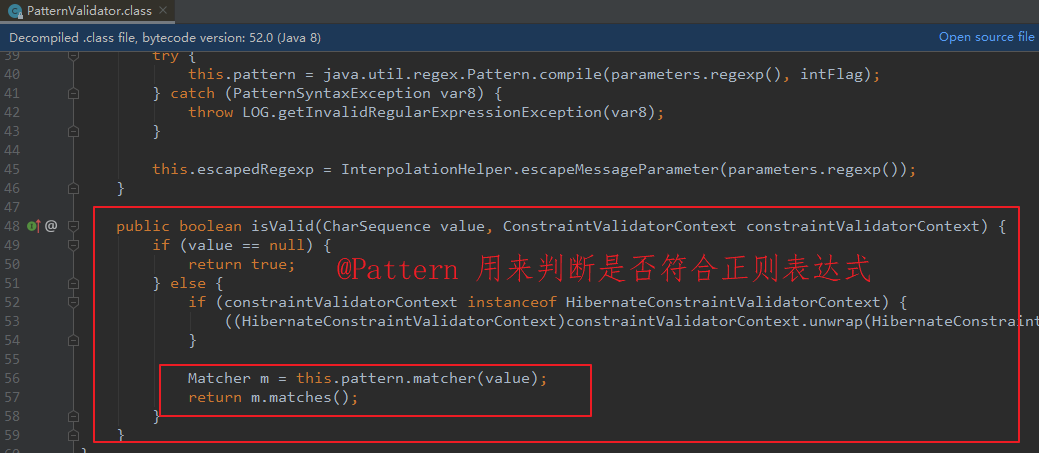 PatternValidator.class
Decompiled .class file, bytecode version: 52.0 (Java 8)
Open source file
39 try {
40 this.pattern = java.util.regex.Pattern.compile(parameters.regexp(), intFlag);
41 } catch (PatternSyntaxException var8) {
42 throw LOG.getInvalidRegularExpressionException(var8);
43 }
44
45 this.escapedRegexp = InterpolationHelper.escapeMessageParameter(parameters.regexp());
46 }
47
48 @ public boolean isValid(CharSequence value, ConstraintValidatorContext constraintValidatorContext) {
49 if (value == null) {
50 return true;
@Pattern 用来判断是否符合正则表达式
51 } else {
52 if (constraintValidatorContext instanceof HibernateConstraintValidatorContext) {
53 ((HibernateConstraintValidatorContext)constraintValidatorContext.unwrap(HibernateConstraint
54 }
55
56 Matcher m = this.pattern.matcher(value);
57 return m.matches();
58 }
59 }
60 }